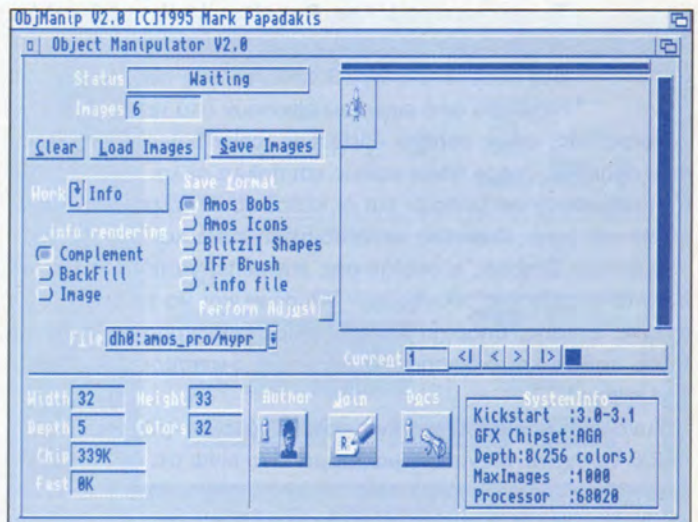 ObjManip V2.0 [C]1995 Mark Papadakis
Object Manipulator V2.0
Status Waiting
Images 6
Clear Load Images Save Images
Work Info
Save format
Amos Bobs
Amos Icons
BlitzII Shapes
IFF Brush
.info file
.info rendering
Complement
BackFill
Image
Perform Adjust
File dh0:amos_pro/mypr
Current 1 <| < > |>
Width 32 Height 33
Depth 5 Colors 32
Chip 339K
Fast 0K
Author Join Docs
SystemInfo
Kickstart :3.0-3.1
GFX Chipset:AGA
Depth:8(256 colors)
MaxImages :1000
Processor :68020